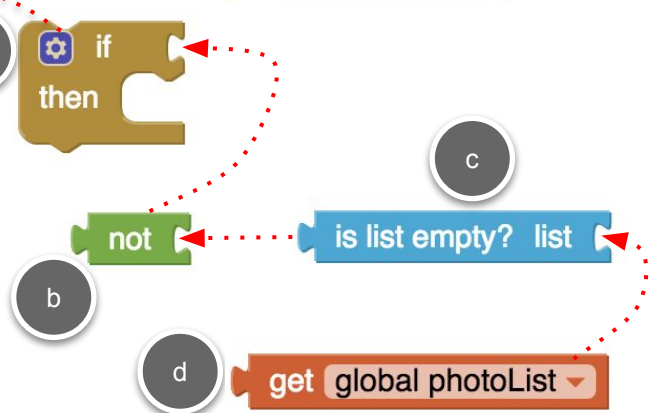 if
then
c
not
is list empty? list
b
d
get global photoList